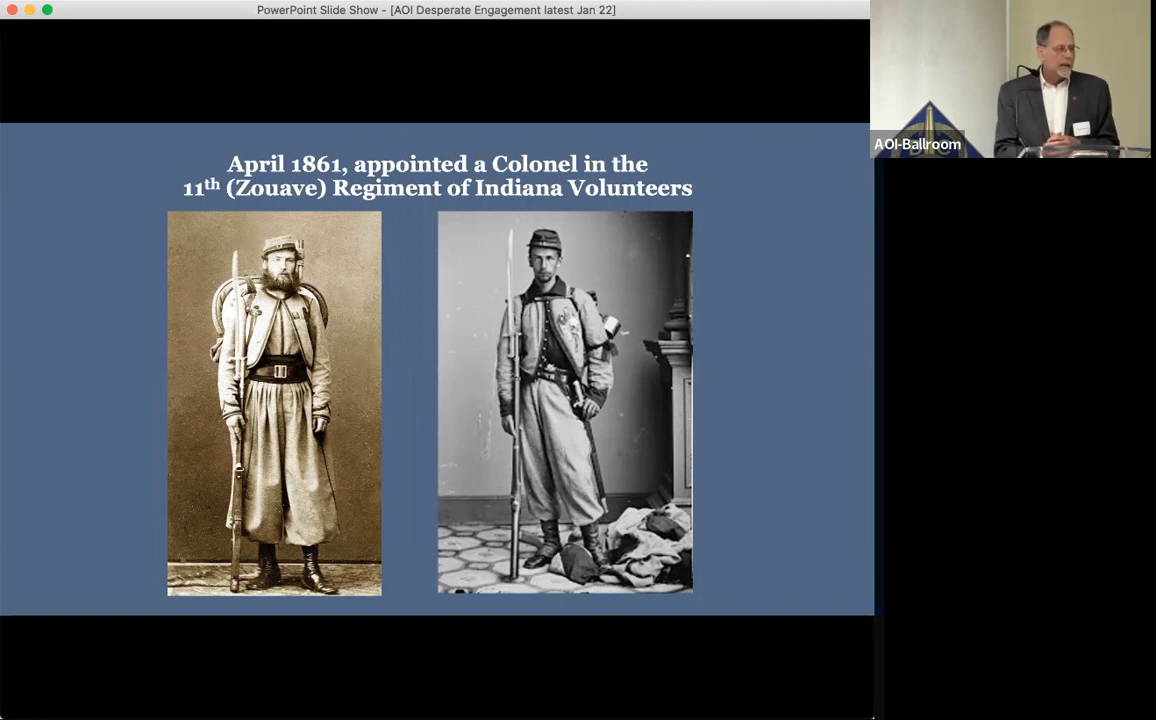 PowerPoint Slide Show - [AOI Desperate Engagement latest Jan 22]
April 1861, appointed a Colonel in the
11th (Zouave) Regiment of Indiana Volunteers
AOI-Ballroom